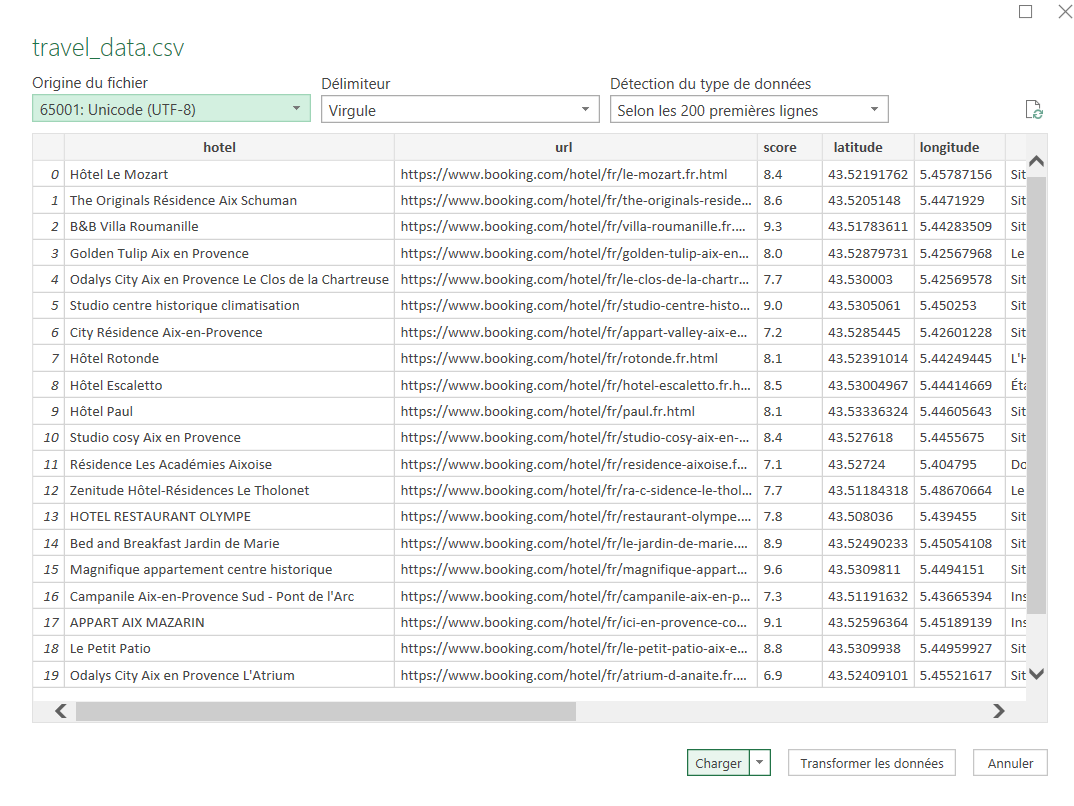 travel_data.csv
Origine du fichier Délimiteur Détection du type de données
65001: Unicode (UTF-8) Virgule Selon les 200 premières lignes
hotel url score latitude longitude
0 Hôtel Le Mozart https://www.booking.com/hotel/fr/le-mozart.fr.html 8.4 43.52191762 5.45787156 Sit
1 The Originals Résidence Aix Schuman https://www.booking.com/hotel/fr/the-originals-reside... 8.6 43.5205148 5.4471929 Sit
2 B&B Villa Roumanille https://www.booking.com/hotel/fr/villa-roumanille.fr.... 9.3 43.51783611 5.44283509 Sit
3 Golden Tulip Aix en Provence https://www.booking.com/hotel/fr/golden-tulip-aix-en... 8.0 43.52879731 5.42567968 Le
4 Odalys City Aix en Provence Le Clos de la Chartreuse https://www.booking.com/hotel/fr/le-clos-de-la-chartr... 7.7 43.530003 5.42569578 Sit
5 Studio centre historique climatisation https://www.booking.com/hotel/fr/studio-centre-histo... 9.0 43.5305061 5.450253 Sit
6 City Résidence Aix-en-Provence https://www.booking.com/hotel/fr/appart-valley-aix-e... 7.2 43.5285445 5.42601228 Sit
7 Hôtel Rotonde https://www.booking.com/hotel/fr/rotonde.fr.html 8.1 43.52391014 5.44249445 L'H
8 Hôtel Escaletto https://www.booking.com/hotel/fr/hotel-escaletto.fr.h... 8.5 43.53004967 5.44414669 Éta
9 Hôtel Paul https://www.booking.com/hotel/fr/paul.fr.html 8.1 43.53336324 5.44605643 Sit
10 Studio cosy Aix en Provence https://www.booking.com/hotel/fr/studio-cosy-aix-en-... 8.4 43.527618 5.4455675 Sit
11 Résidence Les Académies Aixoise https://www.booking.com/hotel/fr/residence-aixoise.f... 7.1 43.52724 5.404795 Do
12 Zenitude Hôtel-Résidences Le Tholonet https://www.booking.com/hotel/fr/ra-c-sidence-le-thol... 7.7 43.51184318 5.48670664 Le
13 HOTEL RESTAURANT OLYMPE https://www.booking.com/hotel/fr/restaurant-olympe.... 7.8 43.508036 5.439455 Sit
14 Bed and Breakfast Jardin de Marie https://www.booking.com/hotel/fr/le-jardin-de-marie.... 8.9 43.52490233 5.45054108 Sit
15 Magnifique appartement centre historique https://www.booking.com/hotel/fr/magnifique-appart... 9.6 43.5309811 5.4494151 Sit
16 Campanile Aix-en-Provence Sud - Pont de l'Arc https://www.booking.com/hotel/fr/campanile-aix-en-p... 7.3 43.51191632 5.43665394 Ins
17 APPART AIX MAZARIN https://www.booking.com/hotel/fr/ici-en-provence-co... 9.1 43.52596364 5.45189139 Ins
18 Le Petit Patio https://www.booking.com/hotel/fr/le-petit-patio-aix-e... 8.8 43.5309938 5.44959927 Sit
19 Odalys City Aix en Provence L'Atrium https://www.booking.com/hotel/fr/atrium-d-anaite.fr.... 6.9 43.52409101 5.45521617 Sit
Charger Transformer les données Annuler